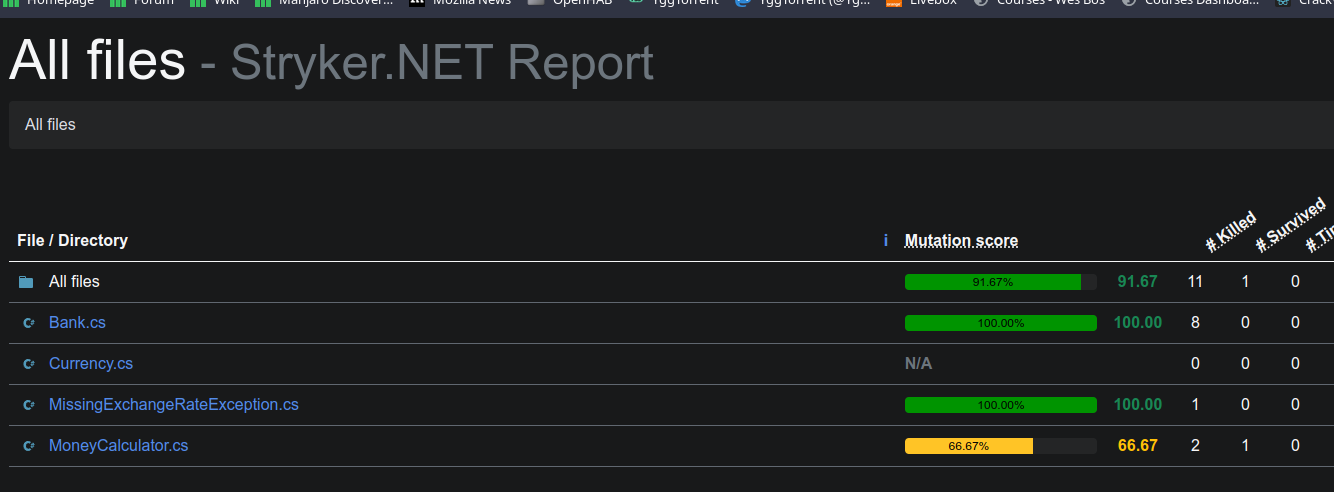 Homepage Forum Wiki Manjaro Discover... Mozilla News OpenHAB YggTorrent YggTorrent (@Yg... Livebox Courses - Wes Bos Courses Dashboa... Crack
All files - Stryker.NET Report
All files
File / Directory i Mutation score # Killed # Survived # Tim
All files 91.67% 91.67 11 1 0
C# Bank.cs 100.00% 100.00 8 0 0
C# Currency.cs N/A 0 0 0
C# MissingExchangeRateException.cs 100.00% 100.00 1 0 0
C# MoneyCalculator.cs 66.67% 66.67 2 1 0